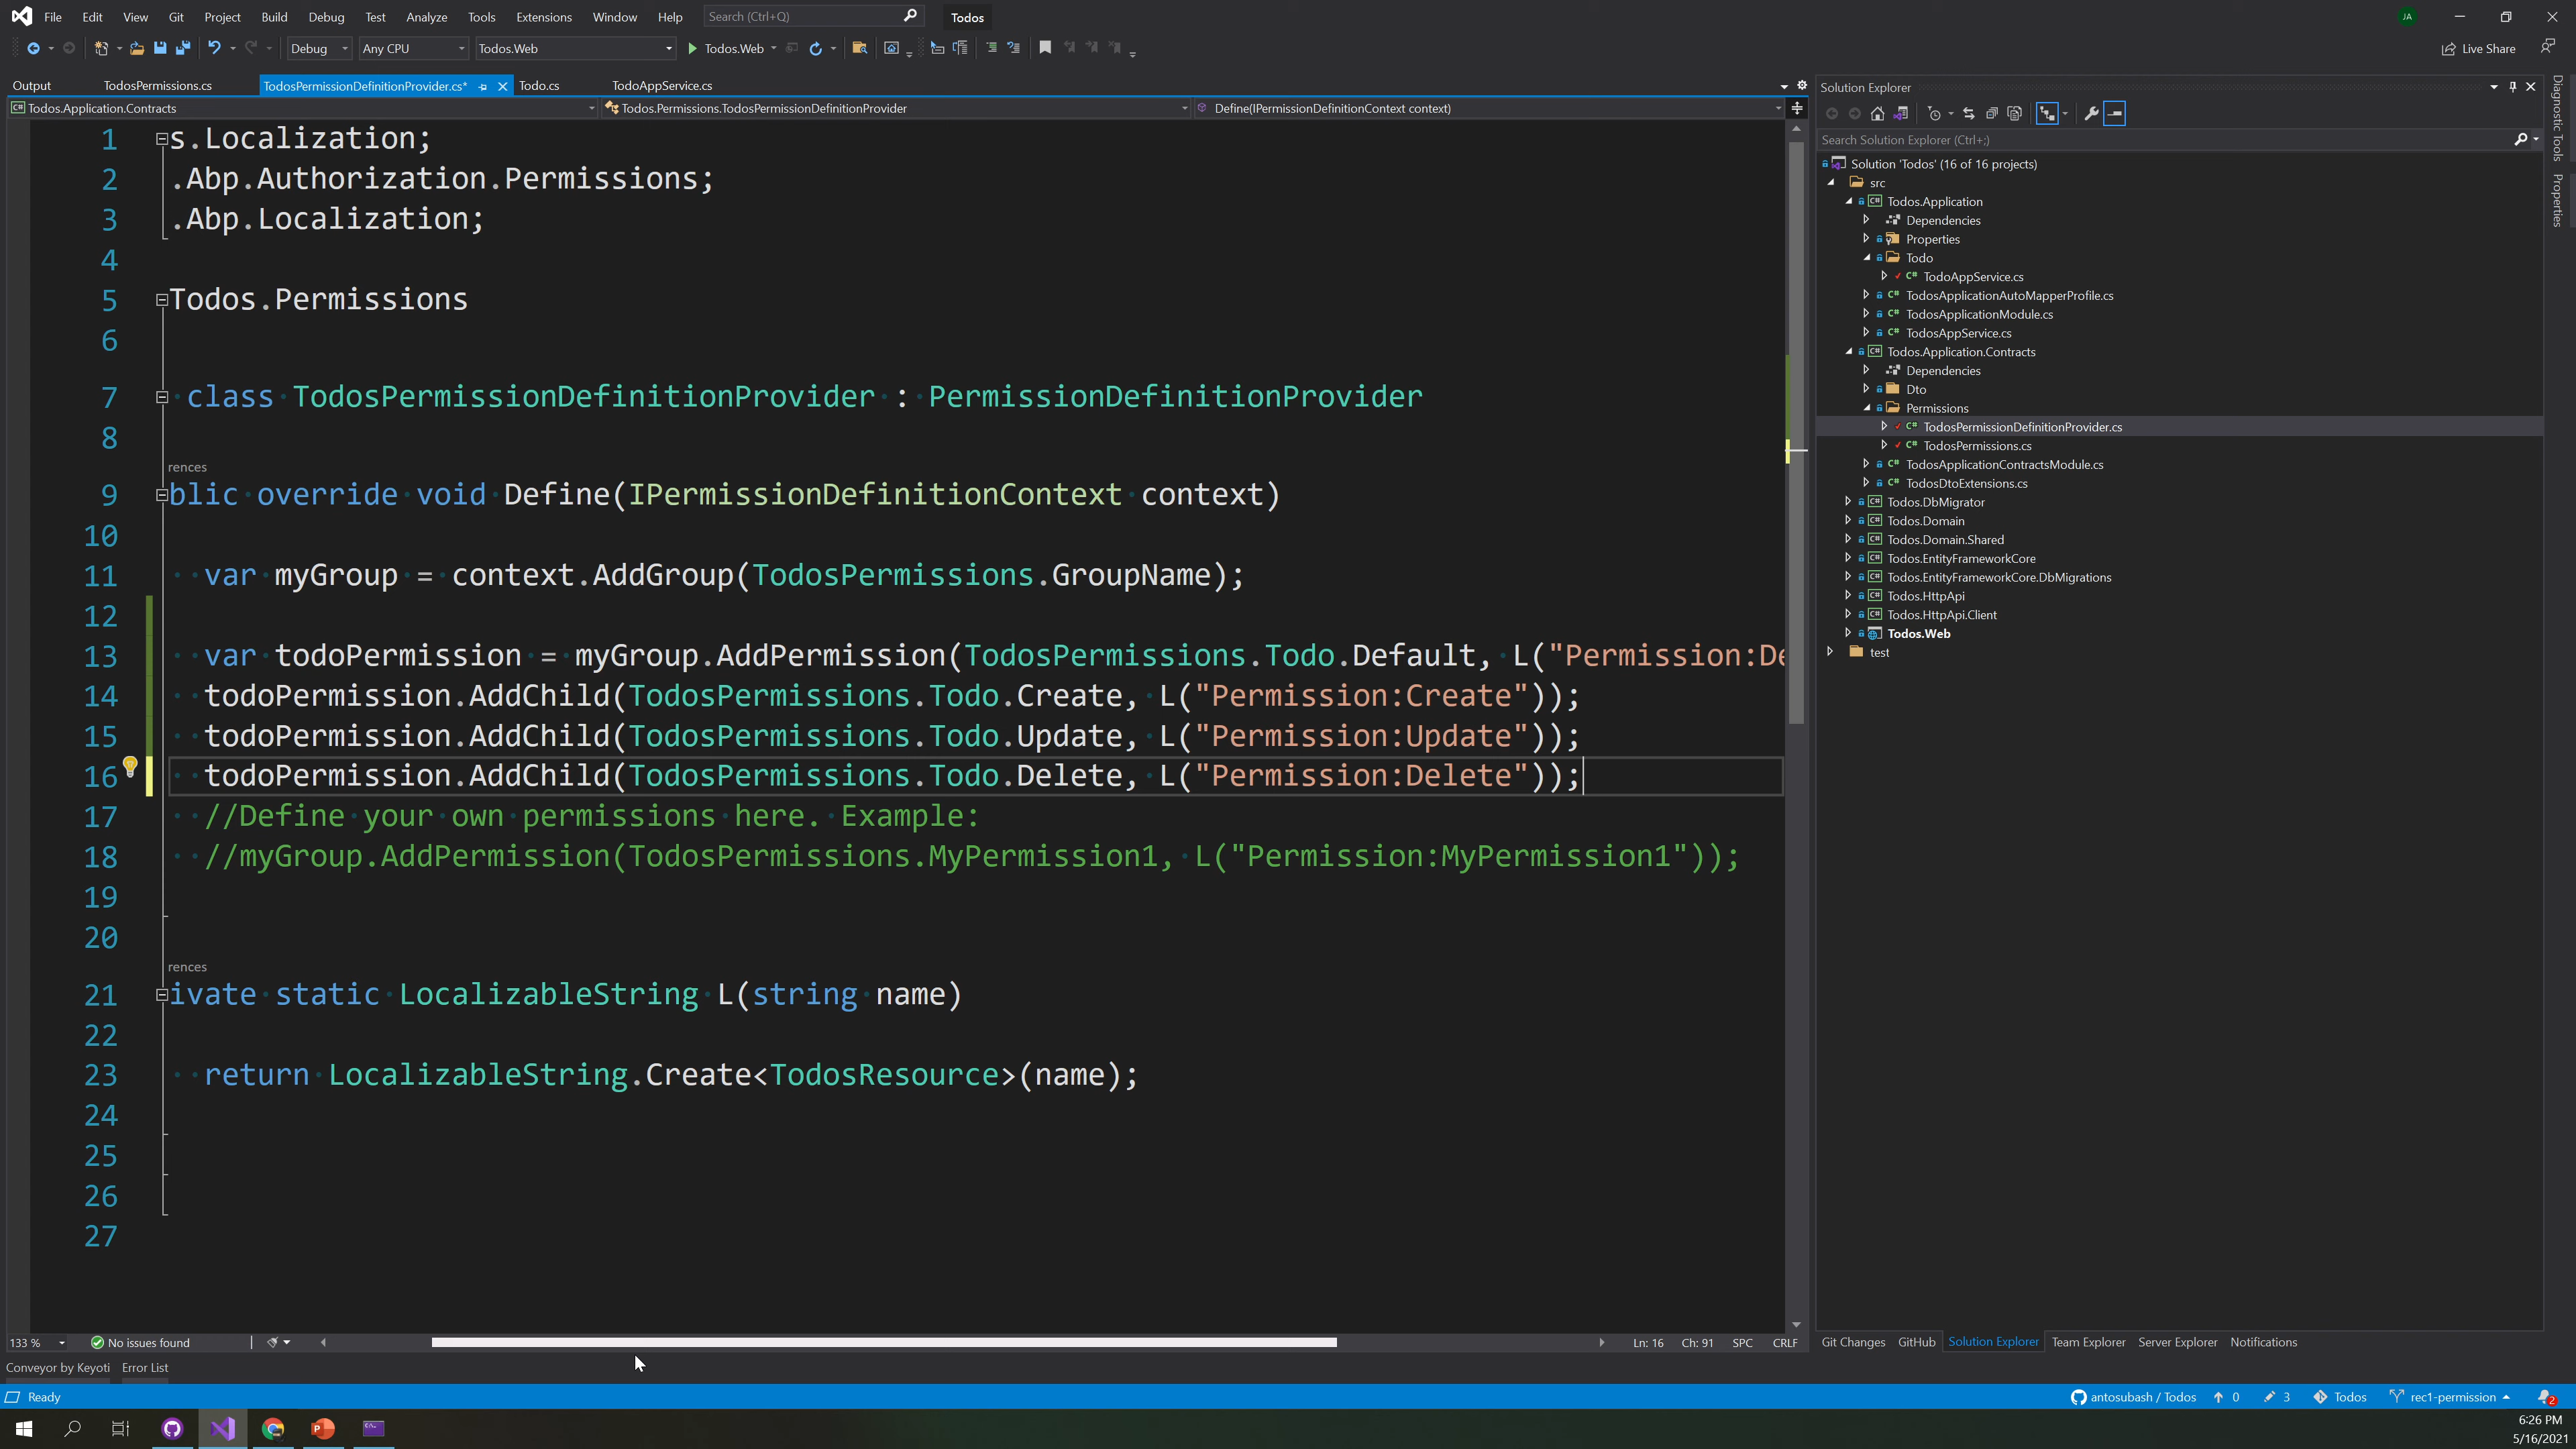 File Edit View Git Project Build Debug Test Analyze Tools Extensions Window Help Search (Ctrl+Q) Todos JA
Debug Any CPU Todos.Web Todos.Web Live Share
Output TodosPermissions.cs TodosPermissionDefinitionProvider.cs* Todo.cs TodoAppService.cs
Todos.Application.Contracts Todos.Permissions.TodosPermissionDefinitionProvider Define(IPermissionDefinitionContext context)
1 s.Localization;
2 .Abp.Authorization.Permissions;
3 .Abp.Localization;
4
5 Todos.Permissions
6
7 class TodosPermissionDefinitionProvider : PermissionDefinitionProvider
8
rences
9 blic override void Define(IPermissionDefinitionContext context)
10
11 var myGroup = context.AddGroup(TodosPermissions.GroupName);
12
13 var todoPermission = myGroup.AddPermission(TodosPermissions.Todo.Default, L("Permission:De
14 todoPermission.AddChild(TodosPermissions.Todo.Create, L("Permission:Create"));
15 todoPermission.AddChild(TodosPermissions.Todo.Update, L("Permission:Update"));
16 todoPermission.AddChild(TodosPermissions.Todo.Delete, L("Permission:Delete"));
17 //Define your own permissions here. Example:
18 //myGroup.AddPermission(TodosPermissions.MyPermission1, L("Permission:MyPermission1"));
19
20
rences
21 ivate static LocalizableString L(string name)
22
23 return LocalizableString.Create<TodosResource>(name);
24
25
26
27
133 % No issues found Ln: 16 Ch: 91 SPC CRLF
Conveyor by Keyoti Error List
Solution Explorer
Search Solution Explorer (Ctrl+;)
Solution 'Todos' (16 of 16 projects)
src
Todos.Application
Dependencies
Properties
Todo
C# TodoAppService.cs
C# TodosApplicationAutoMapperProfile.cs
C# TodosApplicationModule.cs
C# TodosAppService.cs
Todos.Application.Contracts
Dependencies
Dto
Permissions
C# TodosPermissionDefinitionProvider.cs
C# TodosPermissions.cs
C# TodosApplicationContractsModule.cs
C# TodosDtoExtensions.cs
Todos.DbMigrator
Todos.Domain
Todos.Domain.Shared
Todos.EntityFrameworkCore
Todos.EntityFrameworkCore.DbMigrations
Todos.HttpApi
Todos.HttpApi.Client
Todos.Web
test
Git Changes GitHub Solution Explorer Team Explorer Server Explorer Notifications
Diagnostic Tools
Properties
Ready antosubash / Todos 0 3 Todos rec1-permission 2
6:26 PM
5/16/2021